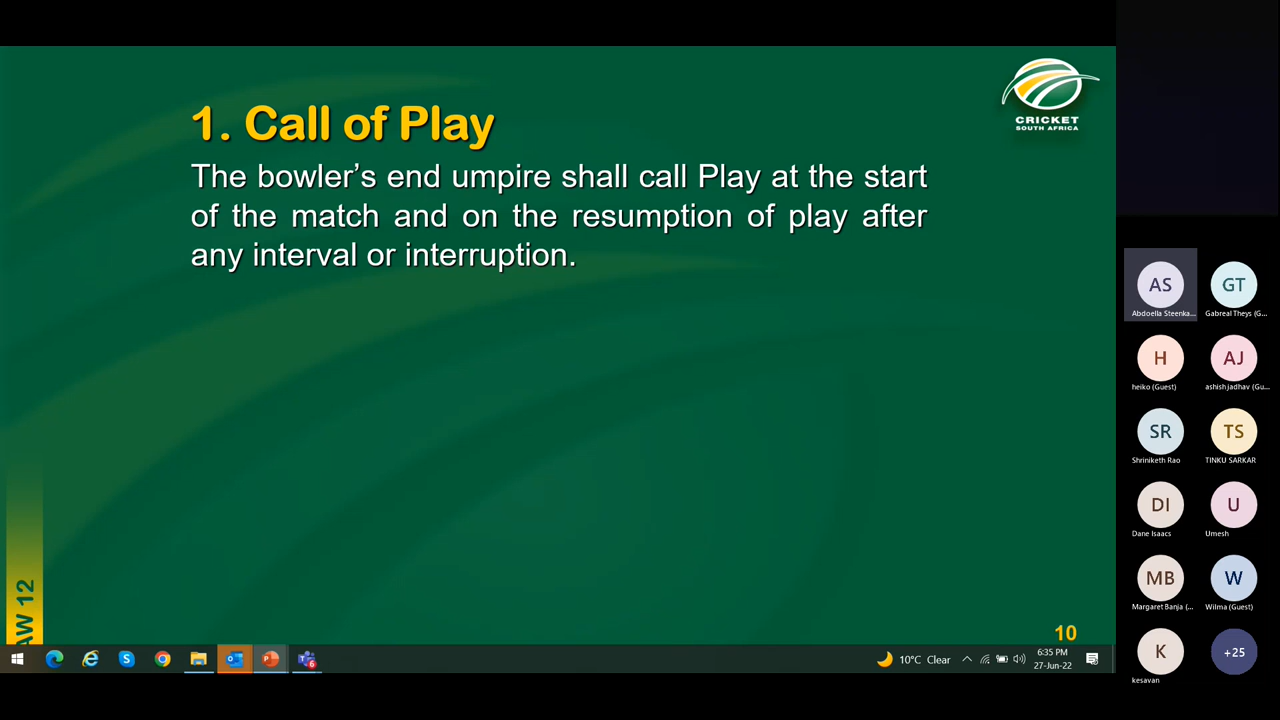 1. Call of Play
The bowler's end umpire shall call Play at the start
of the match and on the resumption of play after
any interval or interruption.
CRICKET
SOUTH AFRICA
AW 12
10
10°C Clear
6:35 PM
27-Jun-22
6
AS
Abdoella Steenka...
GT
Gabreal Theys (G...
H
heiko (Guest)
AJ
ashish jadhav (Gu...
SR
Shriniketh Rao
TS
TINKU SARKAR
DI
Dane Isaacs
U
Umesh
MB
Margaret Banja (...
W
Wilma (Guest)
K
kesavan
+25